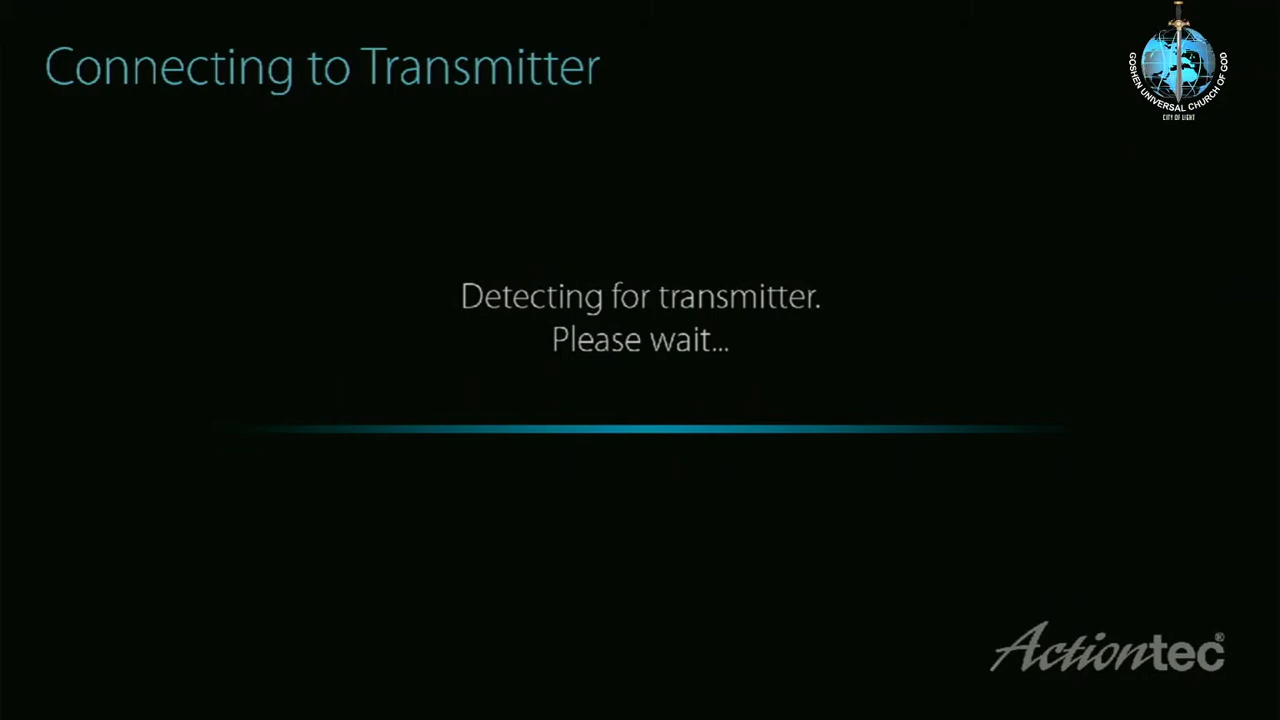 Connecting to Transmitter
GOSHEN UNIVERSAL CHURCH OF GOD
CITY OF LIGHT
Detecting for transmitter.
Please wait...
Actiontec®